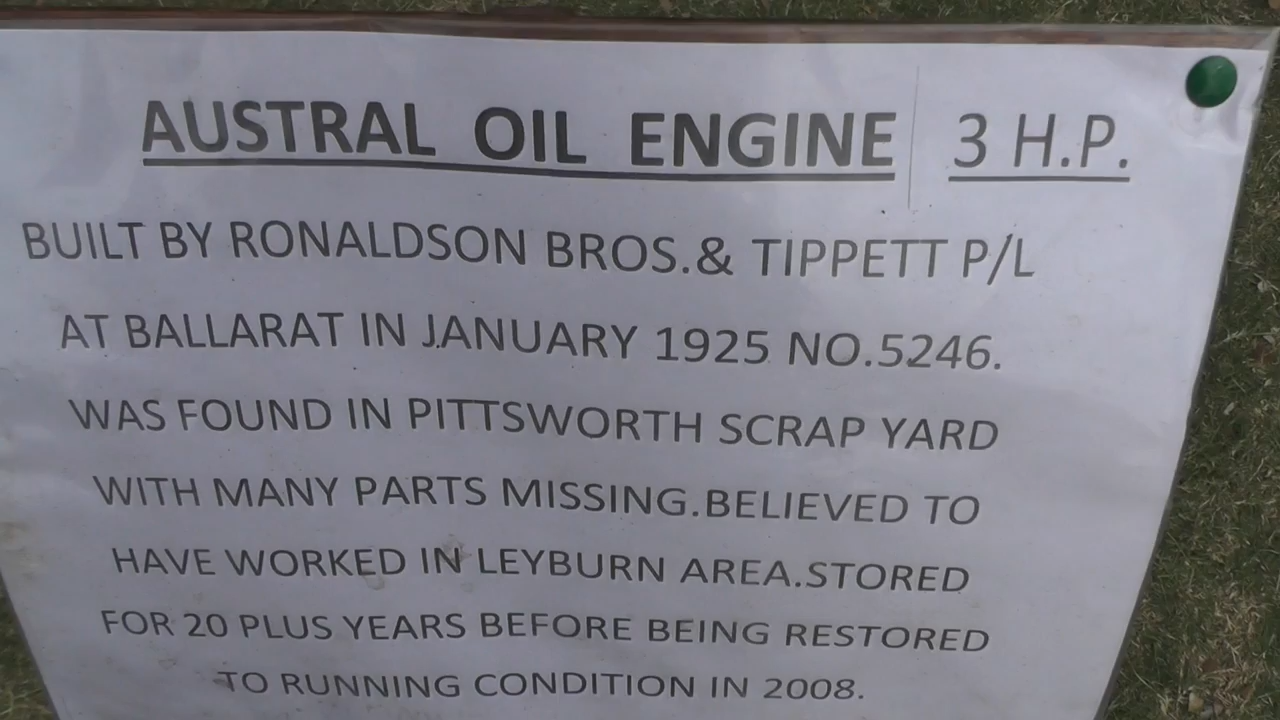 AUSTRAL OIL ENGINE 3 H.P.
BUILT BY RONALDSON BROS.& TIPPETT P/L
AT BALLARAT IN JANUARY 1925 NO.5246.
WAS FOUND IN PITTSWORTH SCRAP YARD
WITH MANY PARTS MISSING.BELIEVED TO
HAVE WORKED IN LEYBURN AREA.STORED
FOR 20 PLUS YEARS BEFORE BEING RESTORED
TO RUNNING CONDITION IN 2008.